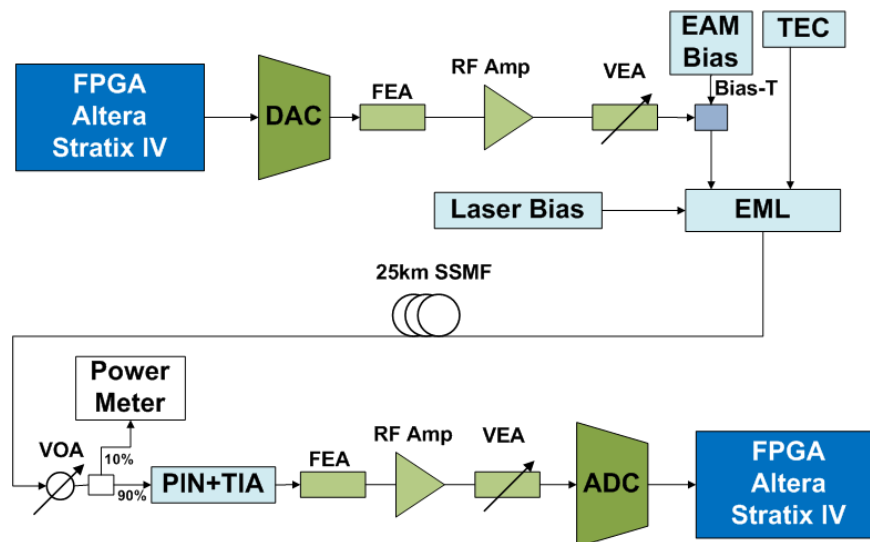 FPGA
Altera
Stratix IV
DAC
FEA
RF Amp
VEA
EAM
Bias
TEC
Bias-T
Laser Bias
EML
25km SSMF
Power
Meter
VOA
10%
90%
PIN+TIA
FEA
RF Amp
VEA
ADC
FPGA
Altera
Stratix IV